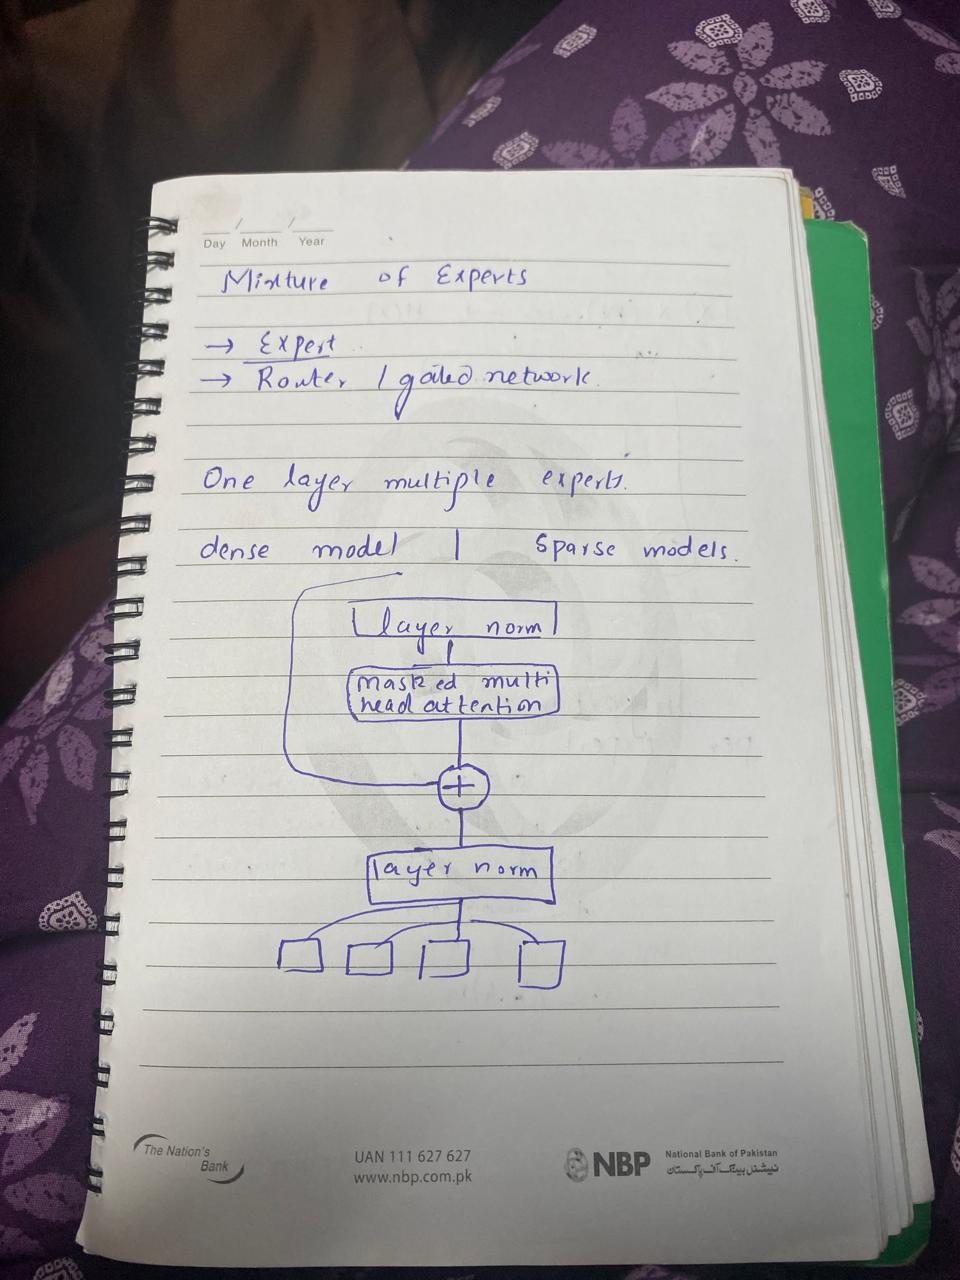 Day / Month / Year
Mixture of Experts
→ Expert
→ Router / gated network.
One layer multiple experts.
dense model | Sparse models.
layer norm
masked multi
head attention
+
layer norm
The Nation's
Bank
UAN 111 627 627
www.nbp.com.pk
NBP
National Bank of Pakistan
نیشنل بینک آف پاکستان